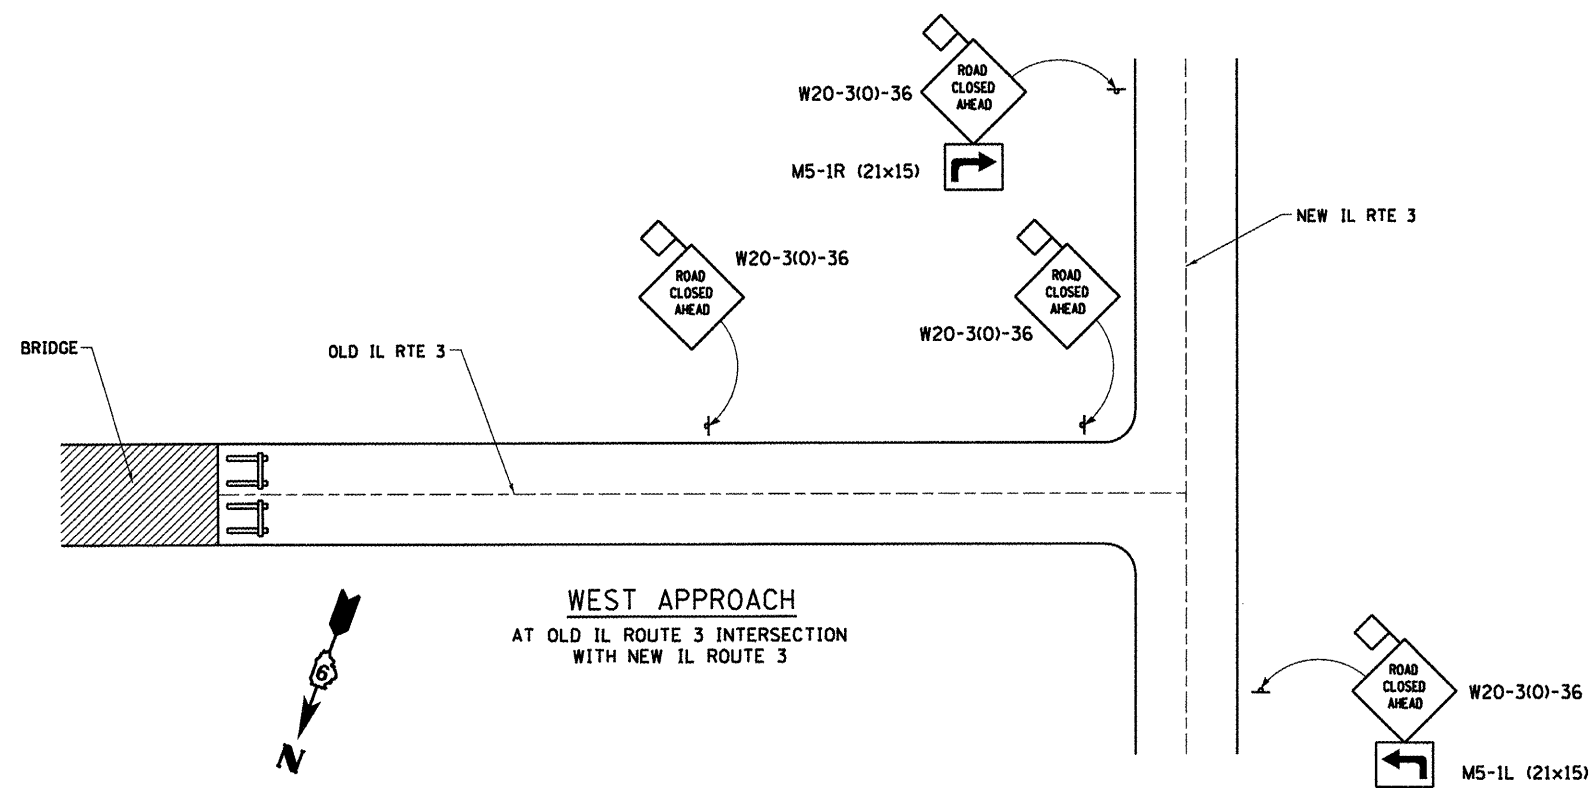 ROAD
CLOSED
AHEAD
W20-3(O)-36
M5-1R (21x15)
NEW IL RTE 3
ROAD
CLOSED
AHEAD
W20-3(O)-36
ROAD
CLOSED
AHEAD
W20-3(O)-36
BRIDGE
OLD IL RTE 3
WEST APPROACH
AT OLD IL ROUTE 3 INTERSECTION
WITH NEW IL ROUTE 3
6
N
ROAD
CLOSED
AHEAD
W20-3(O)-36
M5-1L (21x15)